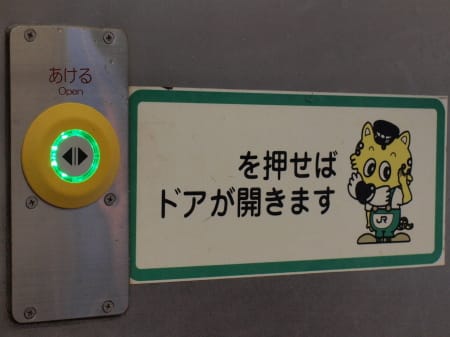 あける
Open
を押せば
ドアが開きます
JR